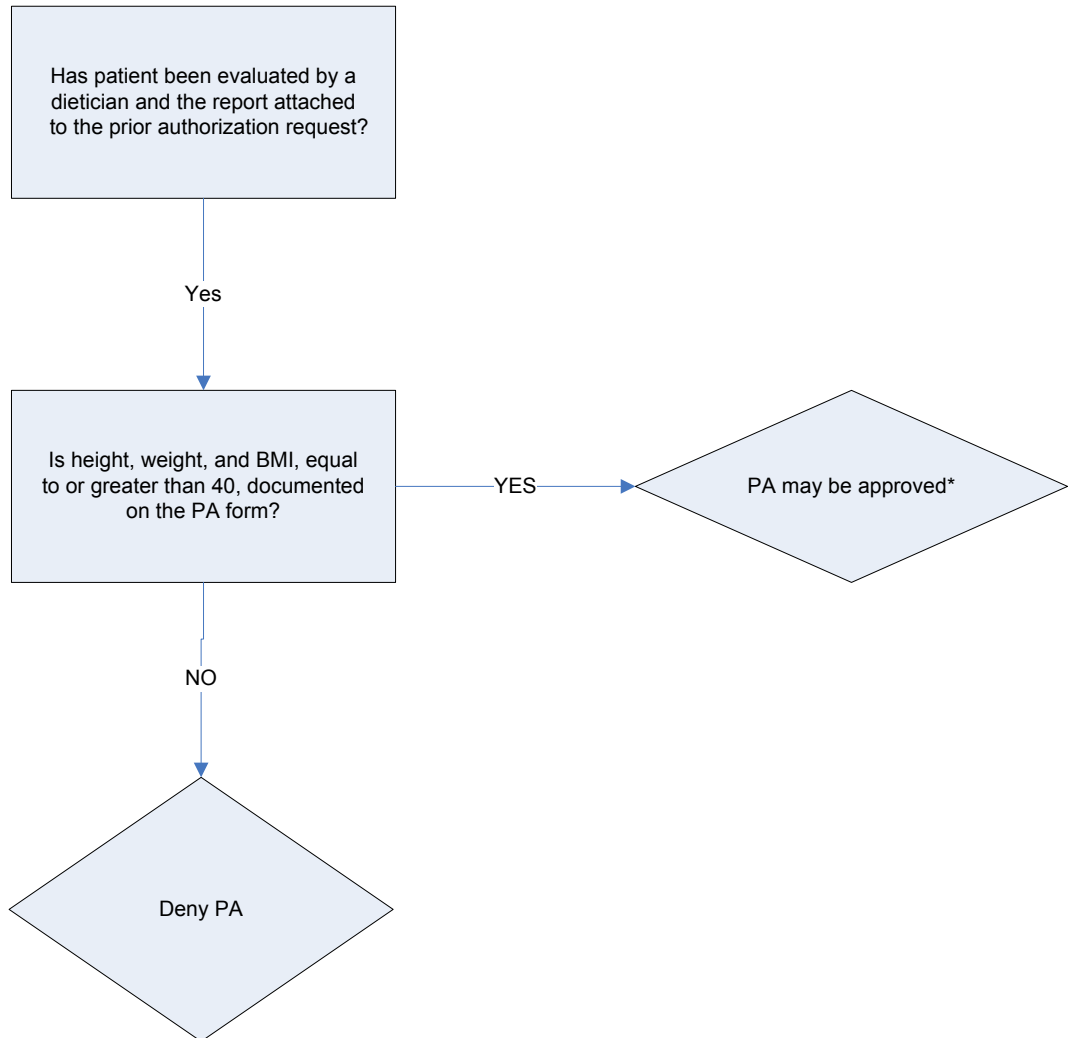 Has patient been evaluated by a
dietician and the report attached
to the prior authorization request?
Yes
Is height, weight, and BMI, equal
to or greater than 40, documented
on the PA form?
YES
PA may be approved*
NO
Deny PA